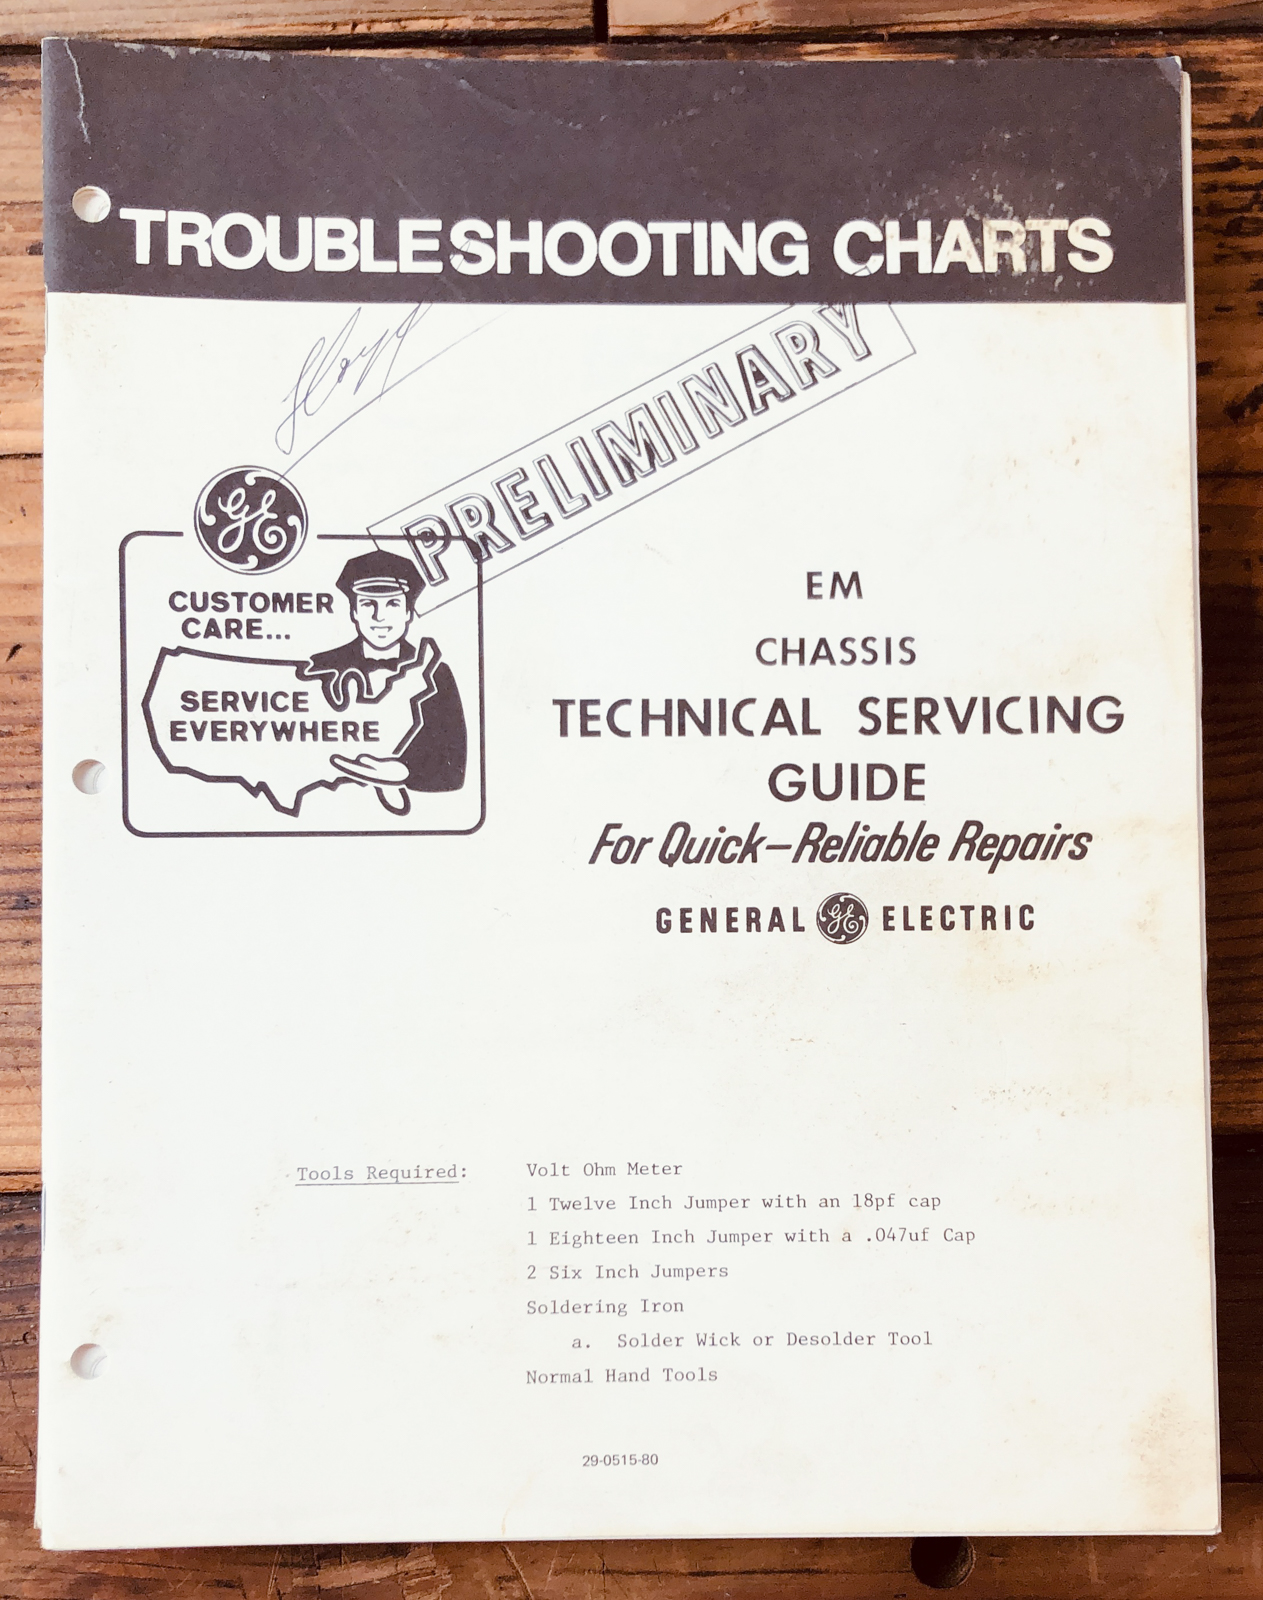 TROUBLESHOOTING CHARTS
PRELIMINARY
GE
CUSTOMER
CARE...
SERVICE
EVERYWHERE
EM
CHASSIS
TECHNICAL SERVICING
GUIDE
For Quick-Reliable Repairs
GENERAL GE ELECTRIC
Tools Required: Volt Ohm Meter
1 Twelve Inch Jumper with an 18pf cap
1 Eighteen Inch Jumper with a .047uf Cap
2 Six Inch Jumpers
Soldering Iron
a. Solder Wick or Desolder Tool
Normal Hand Tools
29-0515-80